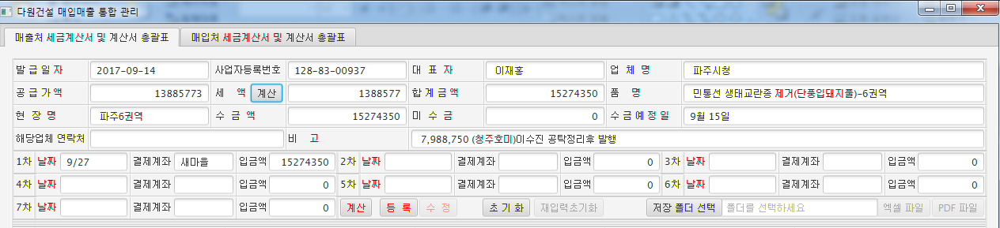 다원건설 매입매출 통합 관리
매출처 세금계산서 및 계산서 총괄표 매입처 세금계산서 및 계산서 총괄표
발 급 일 자 2017-09-14 사업자등록번호 128-83-00937 대 표 자 이재홍 업 체 명 파주시청
공 급 가 액 13885773 세 액 계산 1388577 합 계 금 액 15274350 품 명 민통선 생태교란종 제거(단풍입돼지풀)-6권역
현 장 명 파주6권역 수 금 액 15274350 미 수 금 0 수 금 예 정 일 9월 15일
해당업체 연락처 비 고 7,988,750 (청주호미)이수진 공탁정리후 발행
1차 날짜 9/27 결제계좌 새마을 입금액 15274350 2차 날짜 결제계좌 입금액 0 3차 날짜 결제계좌 입금액 0
4차 날짜 결제계좌 입금액 0 5차 날짜 결제계좌 입금액 0 6차 날짜 결제계좌 입금액 0
7차 날짜 결제계좌 입금액 0 계산 등 록 수 정 초 기 화 재입력초기화 저장 폴더 선택 폴더를 선택하세요 엑셀 파일 PDF 파일